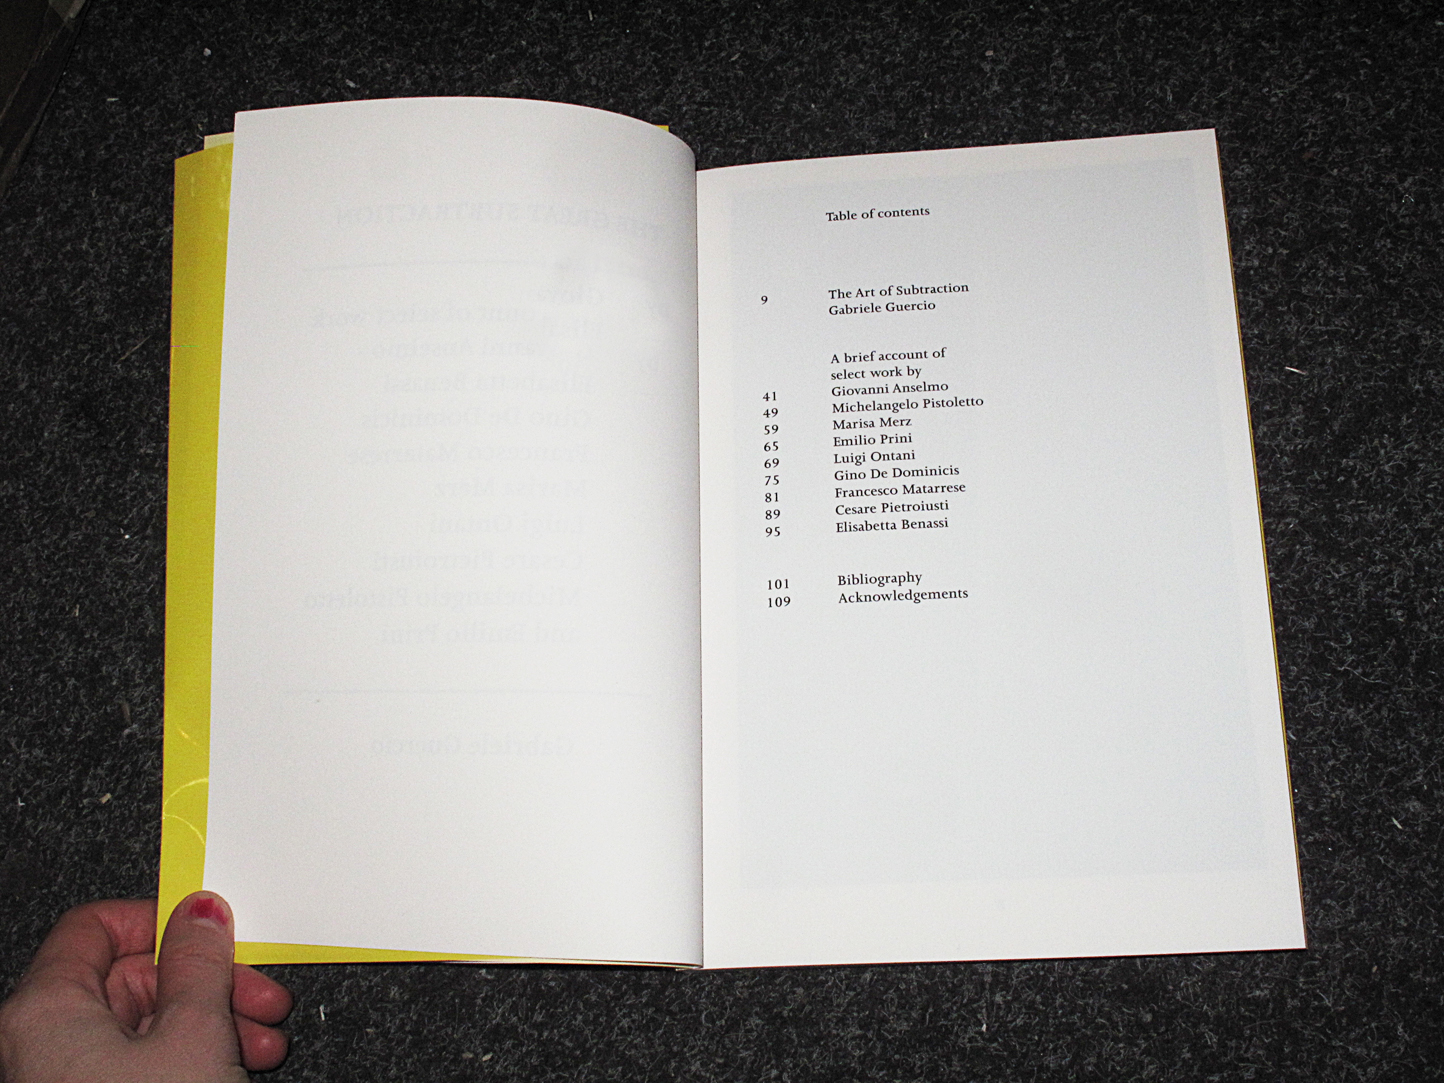 Table of contents
9 The Art of Subtraction
Gabriele Guercio
A brief account of
select work by
41 Giovanni Anselmo
49 Michelangelo Pistoletto
59 Marisa Merz
65 Emilio Prini
69 Luigi Ontani
75 Gino De Dominicis
81 Francesco Matarrese
89 Cesare Pietroiusti
95 Elisabetta Benassi
101 Bibliography
109 Acknowledgements